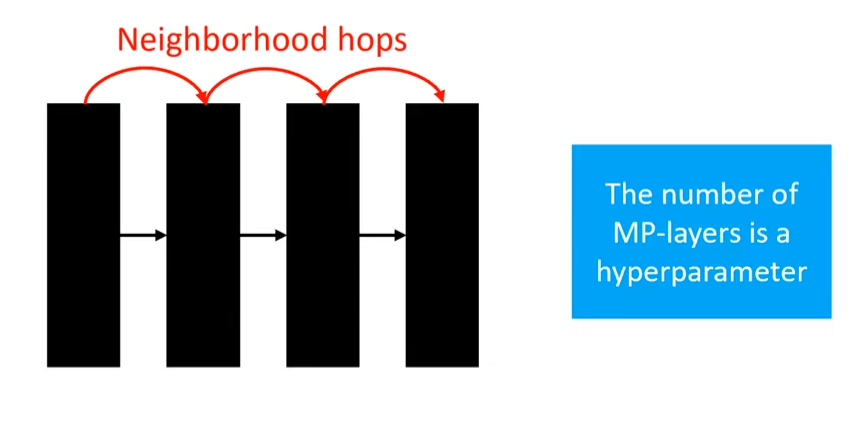 Neighborhood hops
The number of
MP-layers is a
hyperparameter